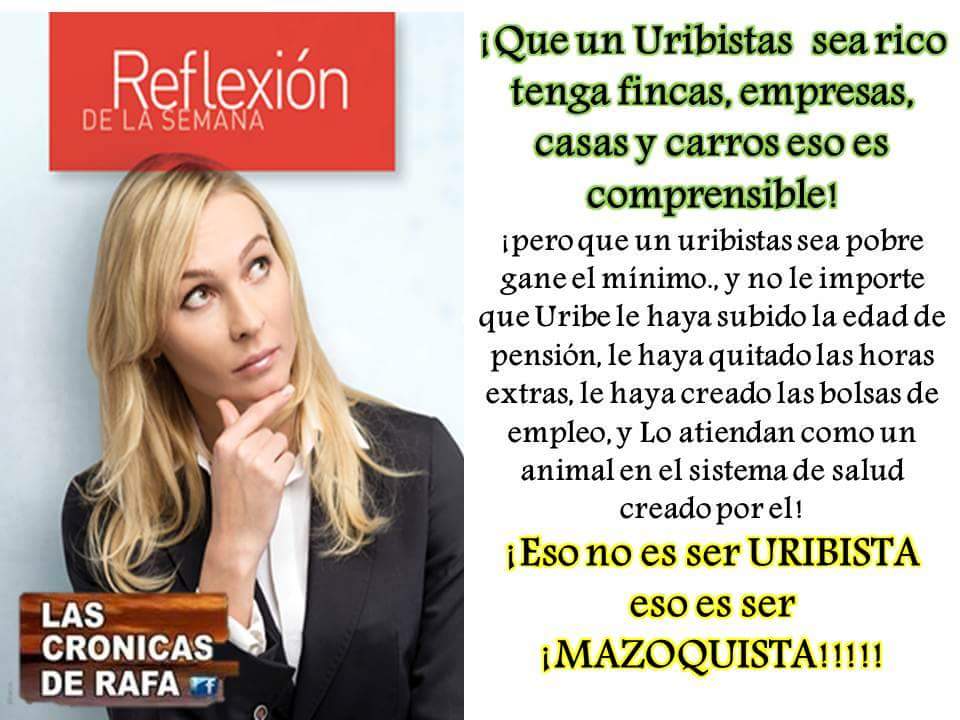 Reflexión
DE LA SEMANA
LAS
CRONICAS
DE RAFA f
¡Que un Uribistas sea rico
tenga fincas, empresas,
casas y carros eso es
comprensible!
¡pero que un uribistas sea pobre
gane el mínimo., y no le importe
que Uribe le haya subido la edad de
pensión, le haya quitado las horas
extras, le haya creado las bolsas de
empleo, y Lo atiendan como un
animal en el sistema de salud
creado por el!
¡Eso no es ser URIBISTA
eso es ser
¡MAZOQUISTA!!!!!